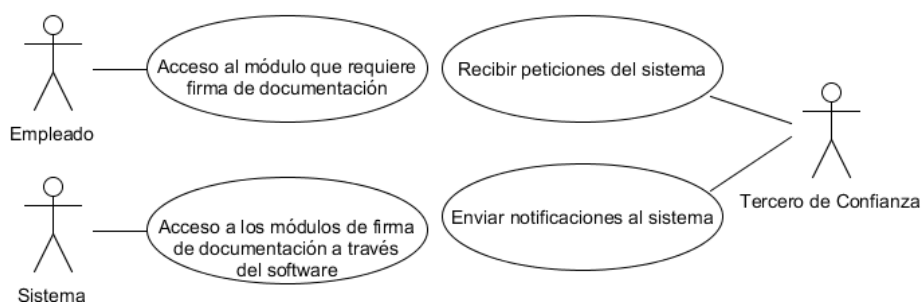 Empleado
Acceso al módulo que requiere
firma de documentación
Recibir peticiones del sistema
Tercero de Confianza
Sistema
Acceso a los módulos de firma
de documentación a través
del software
Enviar notificaciones al sistema